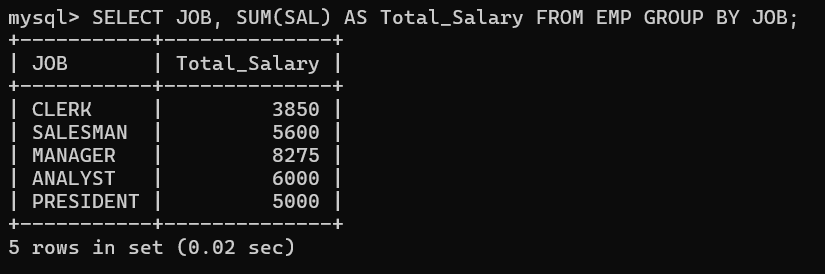 mysql> SELECT JOB, SUM(SAL) AS Total_Salary FROM EMP GROUP BY JOB;
+-----------+--------------+
| JOB       | Total_Salary |
+-----------+--------------+
| CLERK     |         3850 |
| SALESMAN  |         5600 |
| MANAGER   |         8275 |
| ANALYST   |         6000 |
| PRESIDENT |         5000 |
+-----------+--------------+
5 rows in set (0.02 sec)